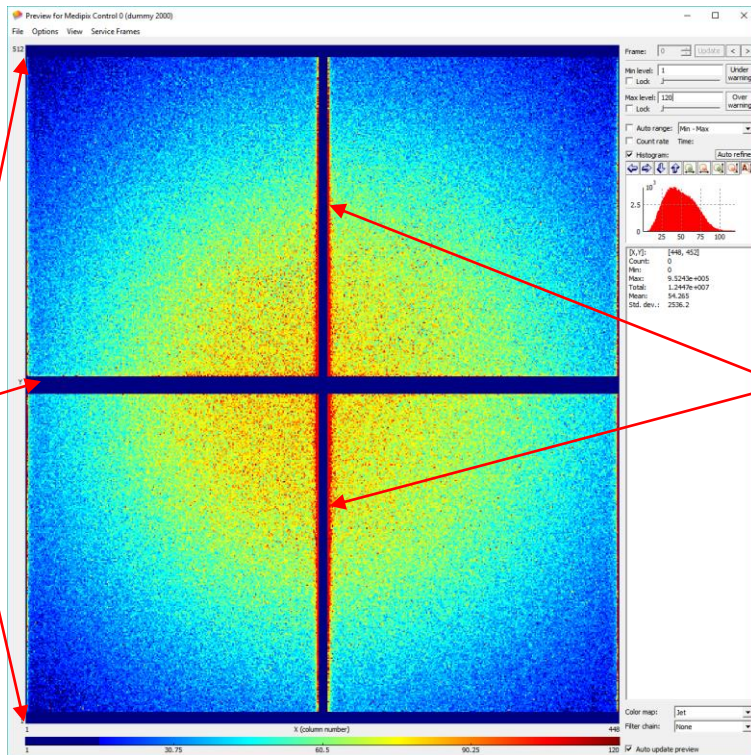 Preview for Medipix Control 0 (dummy 2000)
File Options View Service Frames
512
Y
1 X (column number) 448
1 30.75 60.5 90.25 120
Frame: 0 Update < >
Min level: 1 Under warning
Lock
Max level: 120 Over warning
Lock
Auto range: Min - Max
Count rate Time:
Histogram: Auto refine
10^3
2.5
0
25 50 75 100
[X,Y]: [448, 452]
Count: 0
Min: 0
Max: 9.5243e+005
Total: 1.2447e+007
Mean: 54.265
Std. dev.: 2536.2
Color map: Jet
Filter chain: None
Auto update preview